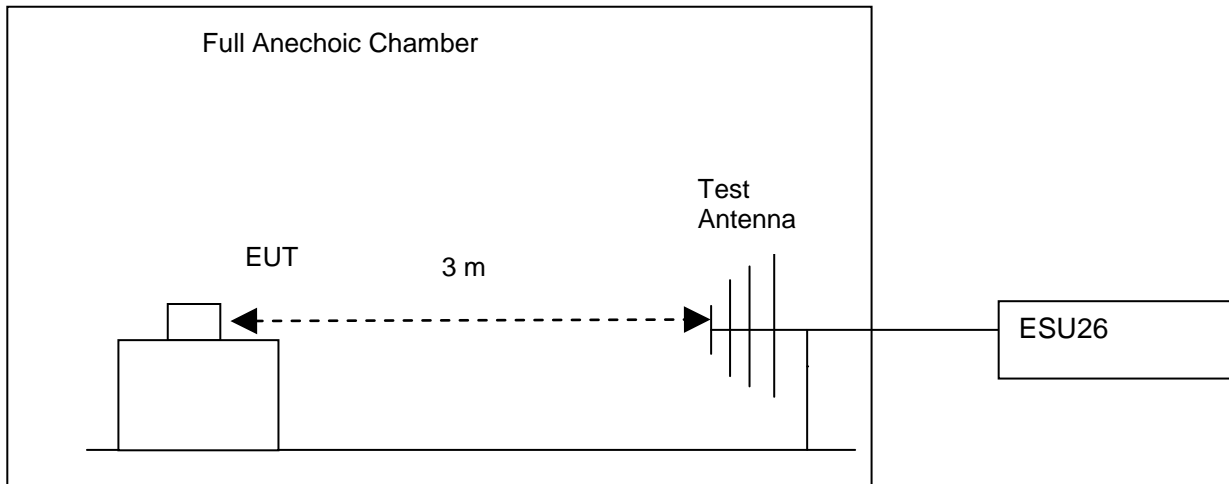 Full Anechoic Chamber
Test
Antenna
EUT
3 m
ESU26